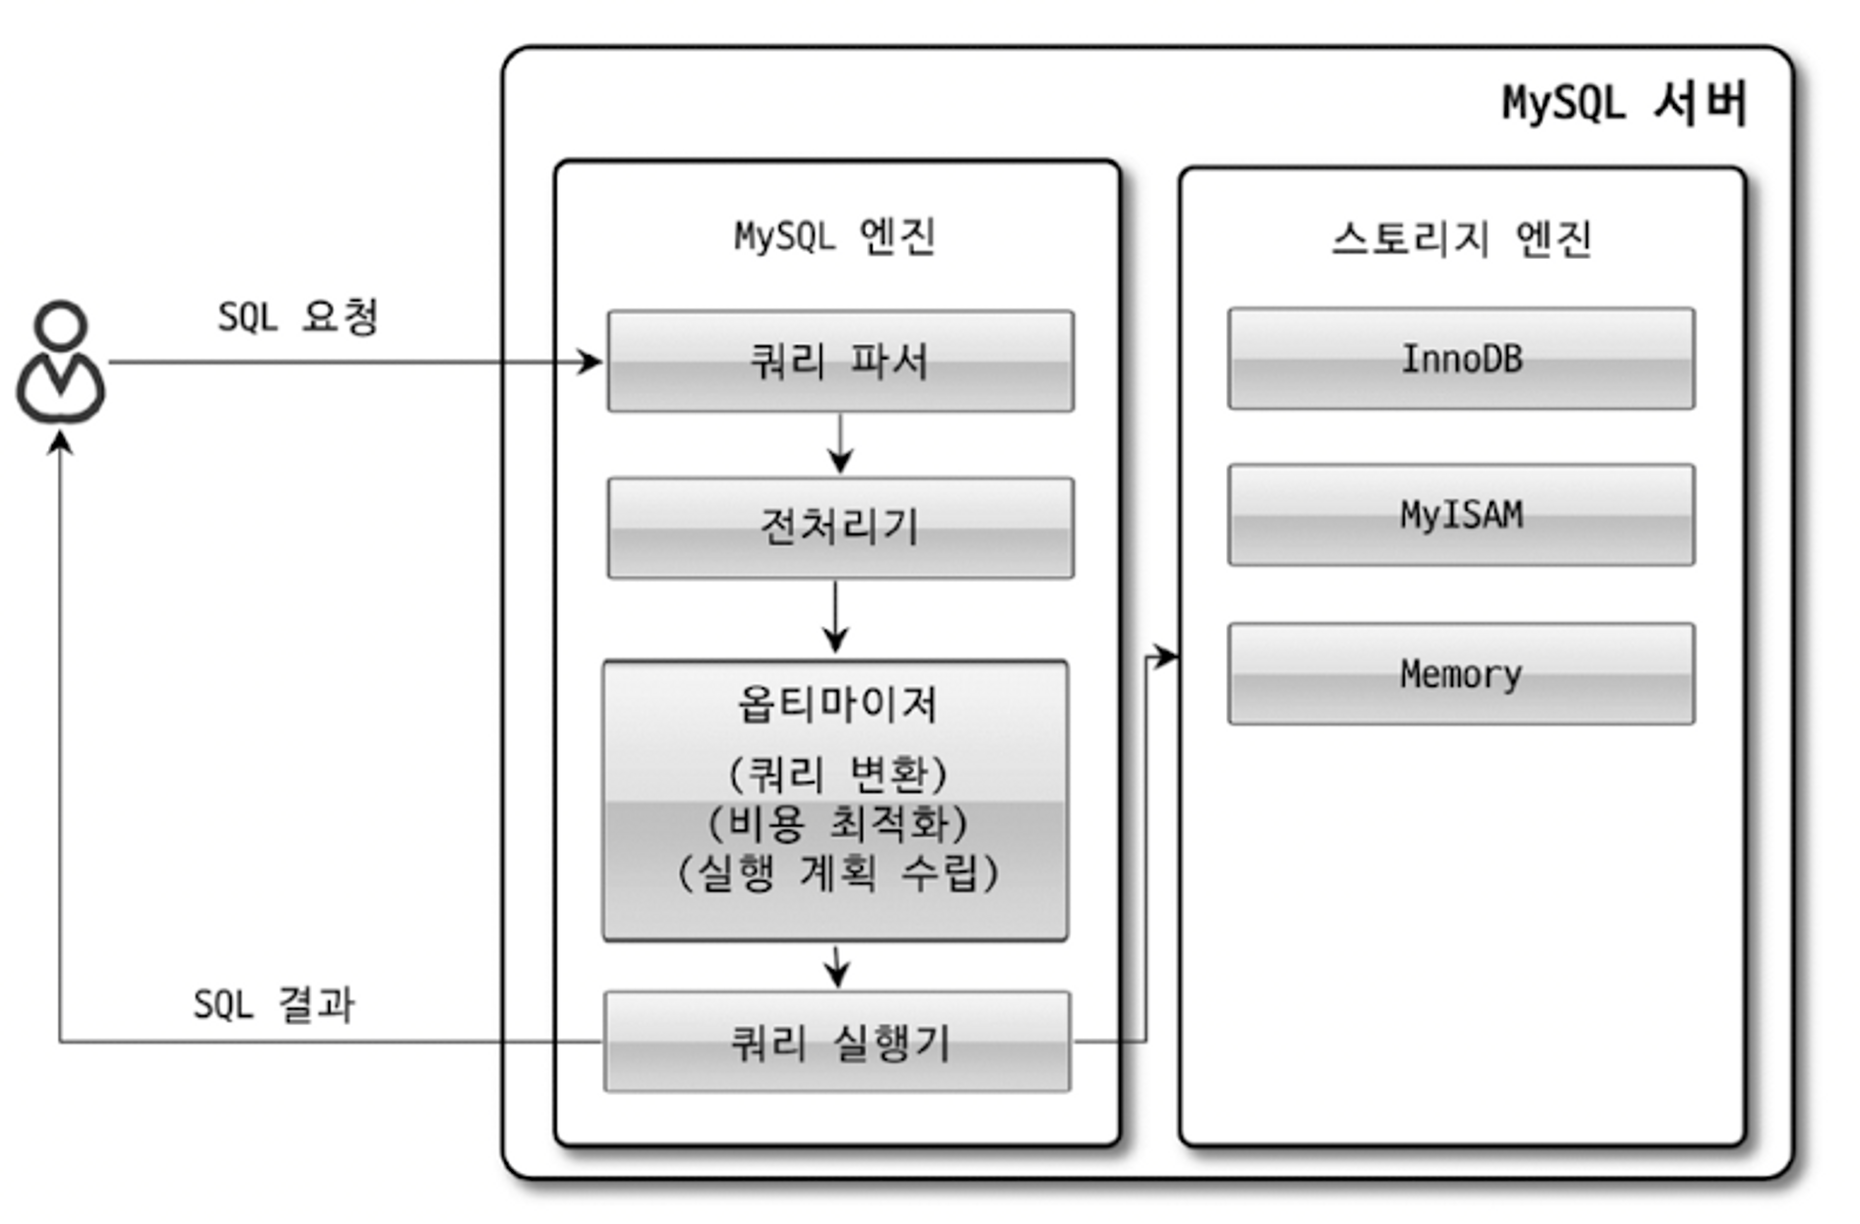 MySQL 서버
MySQL 엔진
스토리지 엔진
SQL 요청
쿼리 파서
전처리기
옵티마이저
(쿼리 변환)
(비용 최적화)
(실행 계획 수립)
쿼리 실행기
SQL 결과
InnoDB
MyISAM
Memory